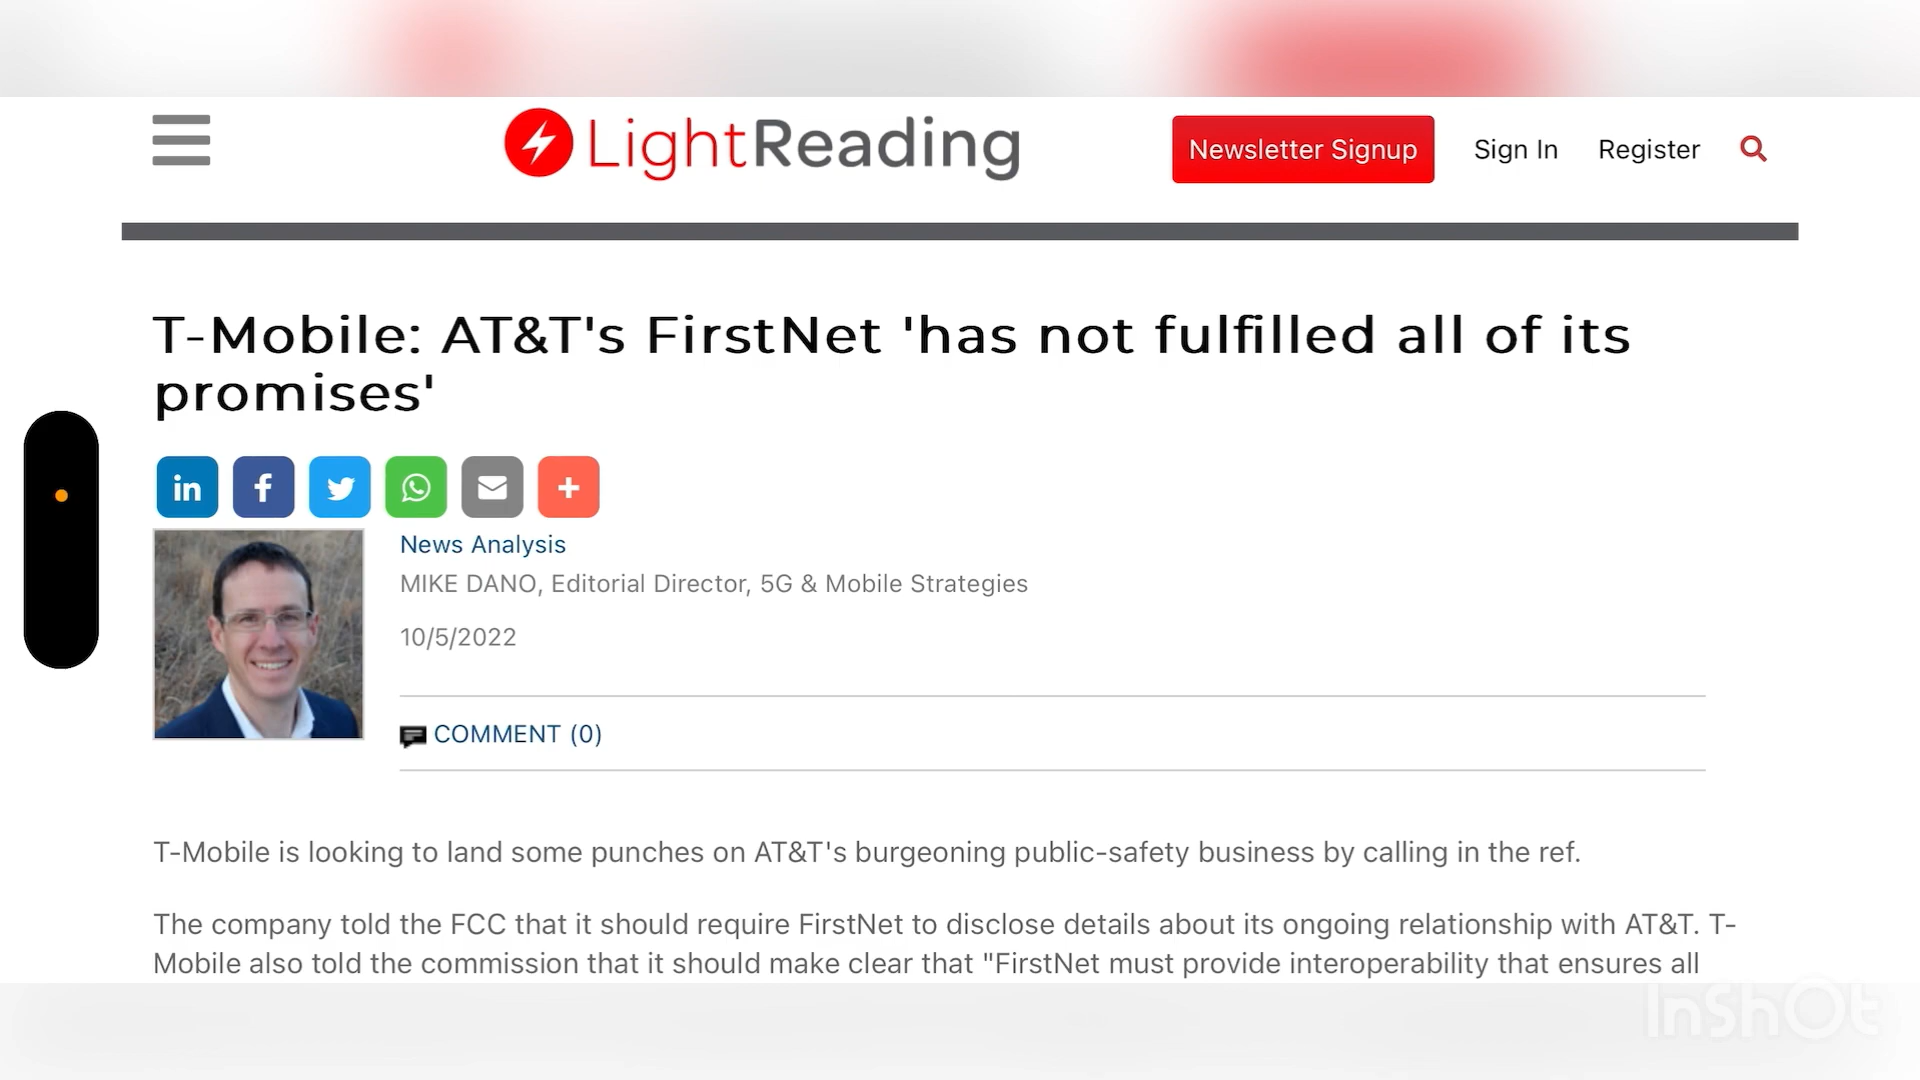 LightReading
Newsletter Signup
Sign In
Register
T-Mobile: AT&T's FirstNet 'has not fulfilled all of its
promises'
News Analysis
MIKE DANO, Editorial Director, 5G & Mobile Strategies
10/5/2022
COMMENT (0)
T-Mobile is looking to land some punches on AT&T's burgeoning public-safety business by calling in the ref.
The company told the FCC that it should require FirstNet to disclose details about its ongoing relationship with AT&T. T-
Mobile also told the commission that it should make clear that "FirstNet must provide interoperability that ensures all
InShOt